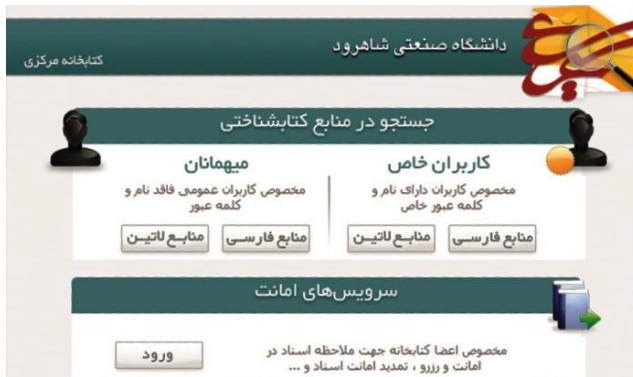 دانشگاه صنعتی شاهرود
کتابخانه مرکزی
جستجو در منابع کتابشناختی
کاربران خاص
مخصوص کاربران دارای نام و
کلمه عبور خاص
منابع فارسی
منابع لاتین
میهمانان
مخصوص کاربران عمومی فاقد نام و
کلمه عبور
منابع فارسی
منابع لاتین
سرویس‌های امانت
مخصوص اعضا کتابخانه جهت ملاحظه اسناد در
امانت و رزرو ، تمدید امانت اسناد و ...
ورود